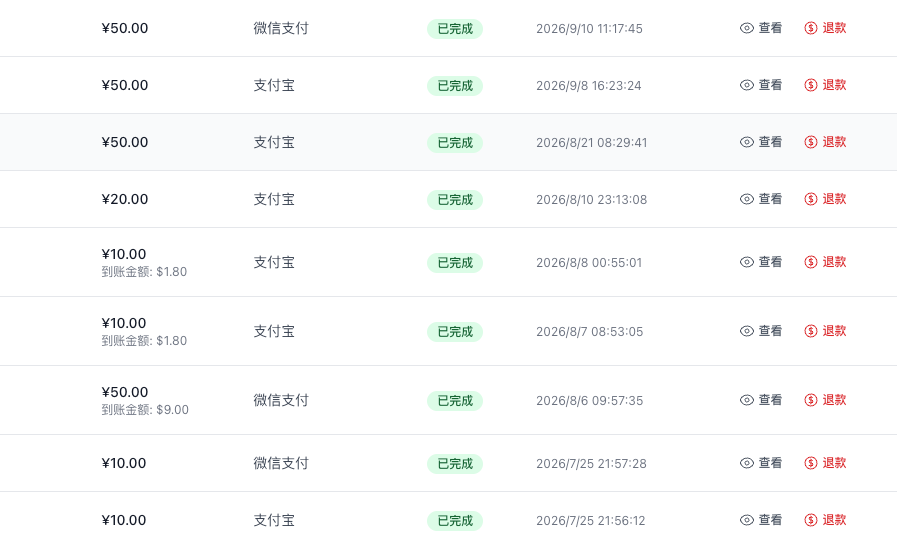 ¥50.00 微信支付 已完成 2026/9/10 11:17:45 查看 退款
¥50.00 支付宝 已完成 2026/9/8 16:23:24 查看 退款
¥50.00 支付宝 已完成 2026/8/21 08:29:41 查看 退款
¥20.00 支付宝 已完成 2026/8/10 23:13:08 查看 退款
¥10.00 支付宝 已完成 2026/8/8 00:55:01 查看 退款
到账金额: $1.80
¥10.00 支付宝 已完成 2026/8/7 08:53:05 查看 退款
到账金额: $1.80
¥50.00 微信支付 已完成 2026/8/6 09:57:35 查看 退款
到账金额: $9.00
¥10.00 微信支付 已完成 2026/7/25 21:57:28 查看 退款
¥10.00 支付宝 已完成 2026/7/25 21:56:12 查看 退款